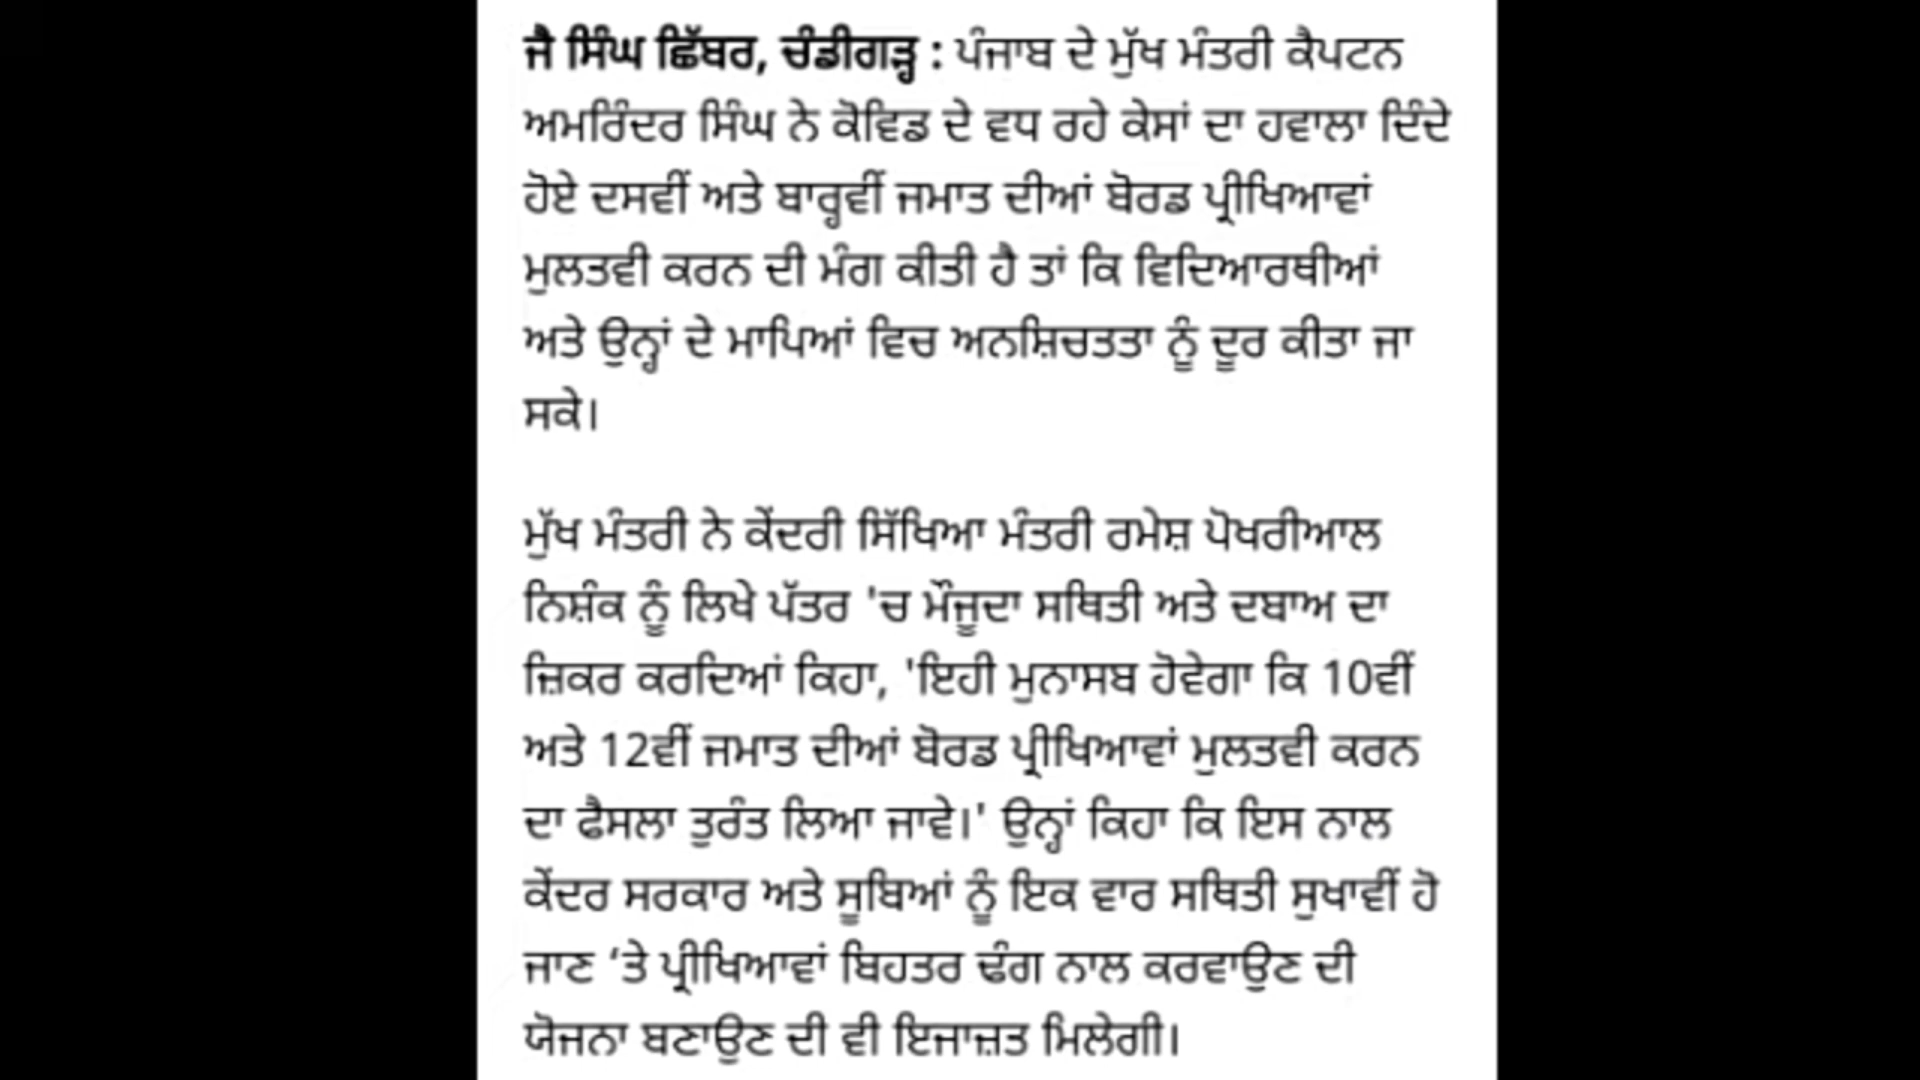 ਜੈ ਸਿੰਘ ਛਿੱਬਰ, ਚੰਡੀਗੜ੍ਹ : ਪੰਜਾਬ ਦੇ ਮੁੱਖ ਮੰਤਰੀ ਕੈਪਟਨ
ਅਮਰਿੰਦਰ ਸਿੰਘ ਨੇ ਕੋਵਿਡ ਦੇ ਵਧ ਰਹੇ ਕੇਸਾਂ ਦਾ ਹਵਾਲਾ ਦਿੰਦੇ
ਹੋਏ ਦਸਵੀਂ ਅਤੇ ਬਾਰ੍ਹਵੀਂ ਜਮਾਤ ਦੀਆਂ ਬੋਰਡ ਪ੍ਰੀਖਿਆਵਾਂ
ਮੁਲਤਵੀ ਕਰਨ ਦੀ ਮੰਗ ਕੀਤੀ ਹੈ ਤਾਂ ਕਿ ਵਿਦਿਆਰਥੀਆਂ
ਅਤੇ ਉਨ੍ਹਾਂ ਦੇ ਮਾਪਿਆਂ ਵਿਚ ਅਨਸ਼ਿਚਤਤਾ ਨੂੰ ਦੂਰ ਕੀਤਾ ਜਾ
ਸਕੇ।
ਮੁੱਖ ਮੰਤਰੀ ਨੇ ਕੇਂਦਰੀ ਸਿੱਖਿਆ ਮੰਤਰੀ ਰਮੇਸ਼ ਪੋਖਰੀਆਲ
ਨਿਸ਼ੰਕ ਨੂੰ ਲਿਖੇ ਪੱਤਰ 'ਚ ਮੌਜੂਦਾ ਸਥਿਤੀ ਅਤੇ ਦਬਾਅ ਦਾ
ਜ਼ਿਕਰ ਕਰਦਿਆਂ ਕਿਹਾ, 'ਇਹੀ ਮੁਨਾਸਬ ਹੋਵੇਗਾ ਕਿ 10ਵੀਂ
ਅਤੇ 12ਵੀਂ ਜਮਾਤ ਦੀਆਂ ਬੋਰਡ ਪ੍ਰੀਖਿਆਵਾਂ ਮੁਲਤਵੀ ਕਰਨ
ਦਾ ਫੈਸਲਾ ਤੁਰੰਤ ਲਿਆ ਜਾਵੇ।' ਉਨ੍ਹਾਂ ਕਿਹਾ ਕਿ ਇਸ ਨਾਲ
ਕੇਂਦਰ ਸਰਕਾਰ ਅਤੇ ਸੂਬਿਆਂ ਨੂੰ ਇਕ ਵਾਰ ਸਥਿਤੀ ਸੁਖਾਵੀਂ ਹੋ
ਜਾਣ ‘ਤੇ ਪ੍ਰੀਖਿਆਵਾਂ ਬਿਹਤਰ ਢੰਗ ਨਾਲ ਕਰਵਾਉਣ ਦੀ
ਯੋਜਨਾ ਬਣਾਉਣ ਦੀ ਵੀ ਇਜਾਜ਼ਤ ਮਿਲੇਗੀ।